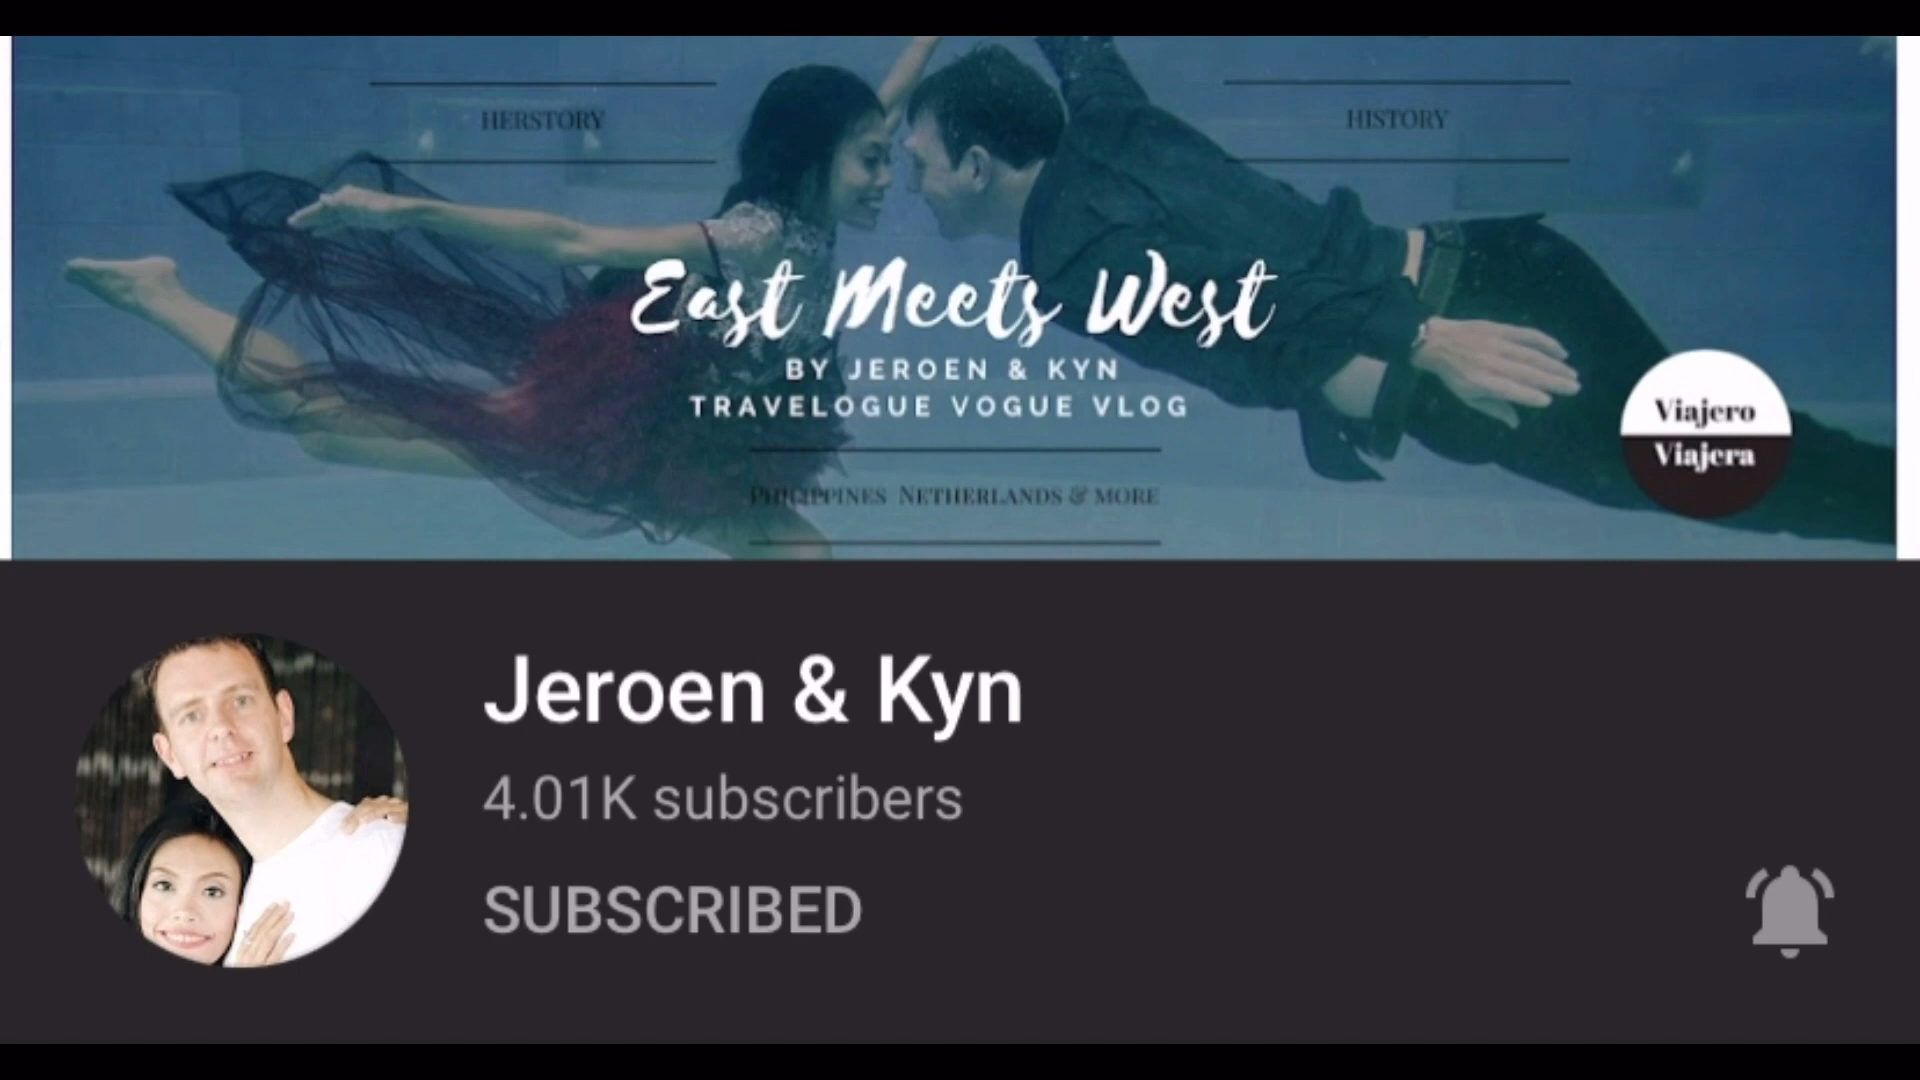 HERSTORY
HISTORY
East Meets West
BY JEROEN & KYN
TRAVELOGUE VOGUE VLOG
Viajero
Viajera
PHILIPPINES NETHERLANDS & MORE
Jeroen & Kyn
4.01K subscribers
SUBSCRIBED